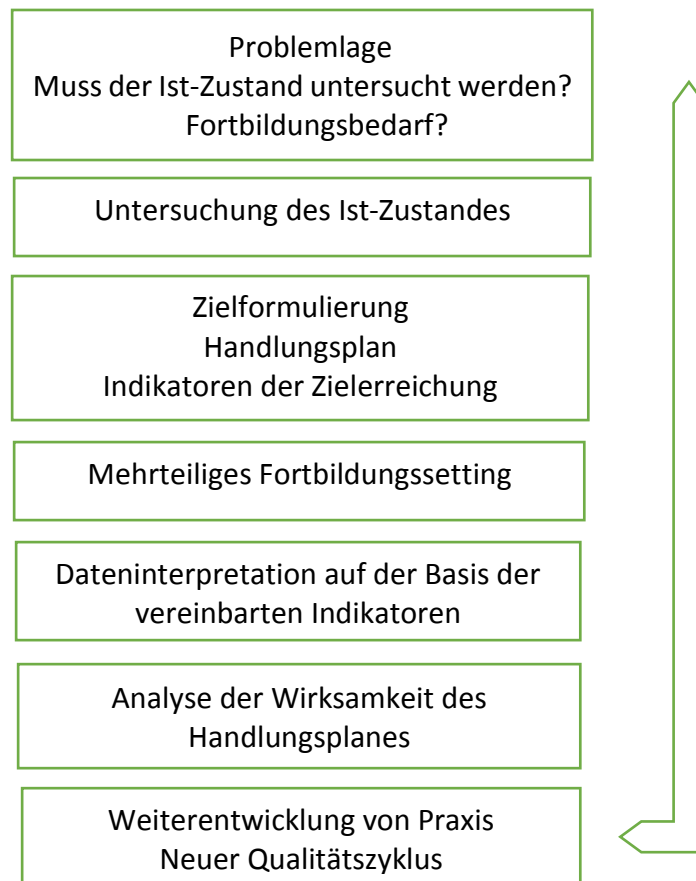 Problemlage
Muss der Ist-Zustand untersucht werden?
Fortbildungsbedarf?
Untersuchung des Ist-Zustandes
Zielformulierung
Handlungsplan
Indikatoren der Zielerreichung
Mehrteiliges Fortbildungssetting
Dateninterpretation auf der Basis der
vereinbarten Indikatoren
Analyse der Wirksamkeit des
Handlungsplanes
Weiterentwicklung von Praxis
Neuer Qualitätszyklus